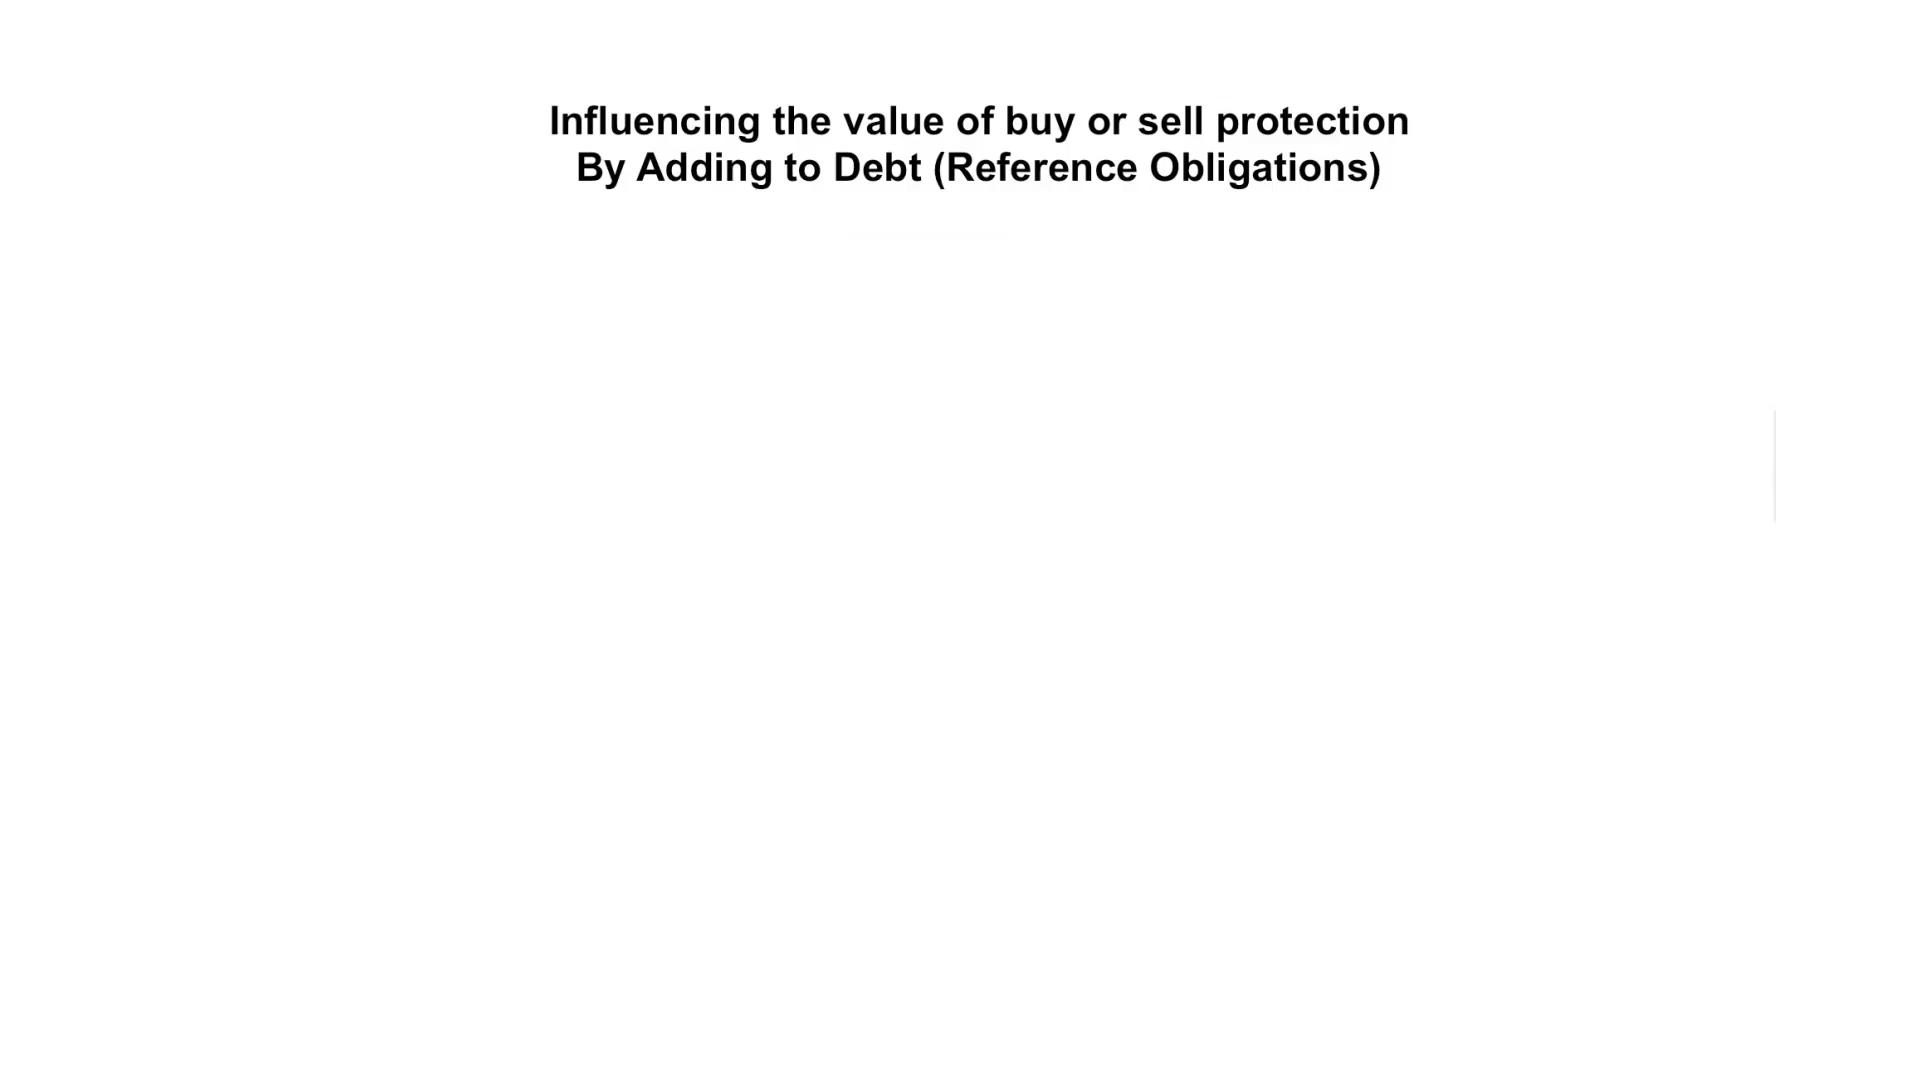 Influencing the value of buy or sell protection
By Adding to Debt (Reference Obligations)